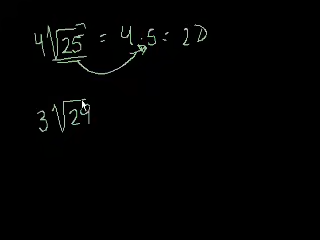 4√25 = 4 · 5 = 20
3√29